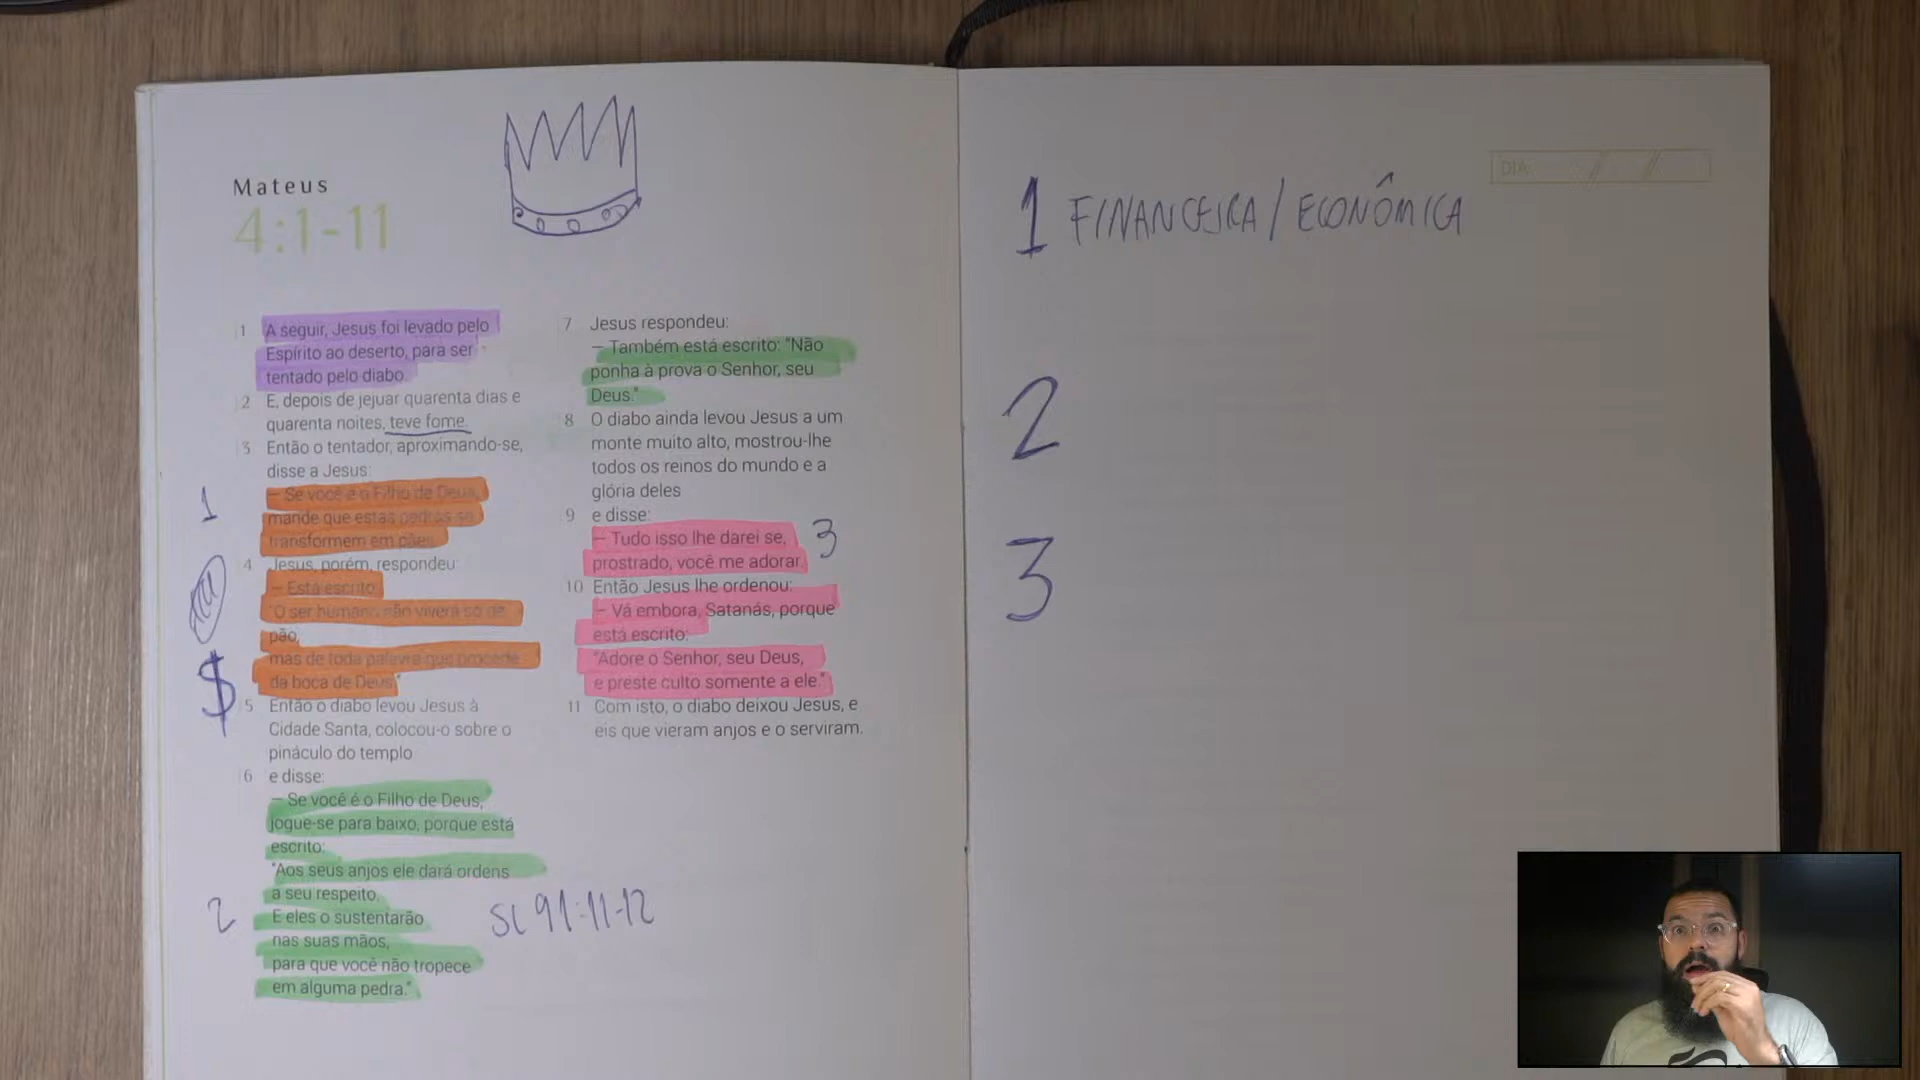 Mateus
4:1-11
1 A seguir, Jesus foi levado pelo
Espírito ao deserto, para ser
tentado pelo diabo.
2 E, depois de jejuar quarenta dias e
quarenta noites, teve fome.
3 Então o tentador, aproximando-se,
disse a Jesus:
1
— Se você é o Filho de Deus,
mande que estas pedras se
transformem em pães.
4 Jesus, porém, respondeu:
— Está escrito:
"O ser humano não viverá só de
pão,
mas de toda palavra que procede
da boca de Deus."
$
5 Então o diabo levou Jesus à
Cidade Santa, colocou-o sobre o
pináculo do templo
6 e disse:
— Se você é o Filho de Deus,
jogue-se para baixo, porque está
escrito:
"Aos seus anjos ele dará ordens
a seu respeito.
2 E eles o sustentarão
nas suas mãos,
para que você não tropece
em alguma pedra."
SL 91:11-12
7 Jesus respondeu:
— Também está escrito: "Não
ponha à prova o Senhor, seu
Deus."
8 O diabo ainda levou Jesus a um
monte muito alto, mostrou-lhe
todos os reinos do mundo e a
glória deles
9 e disse:
— Tudo isso lhe darei se, 3
prostrado, você me adorar.
10 Então Jesus lhe ordenou:
— Vá embora, Satanás, porque
está escrito:
"Adore o Senhor, seu Deus,
e preste culto somente a ele."
11 Com isto, o diabo deixou Jesus, e
eis que vieram anjos e o serviram.
DIA / /
1 FINANCEIRA / ECONÔMICA
2
3